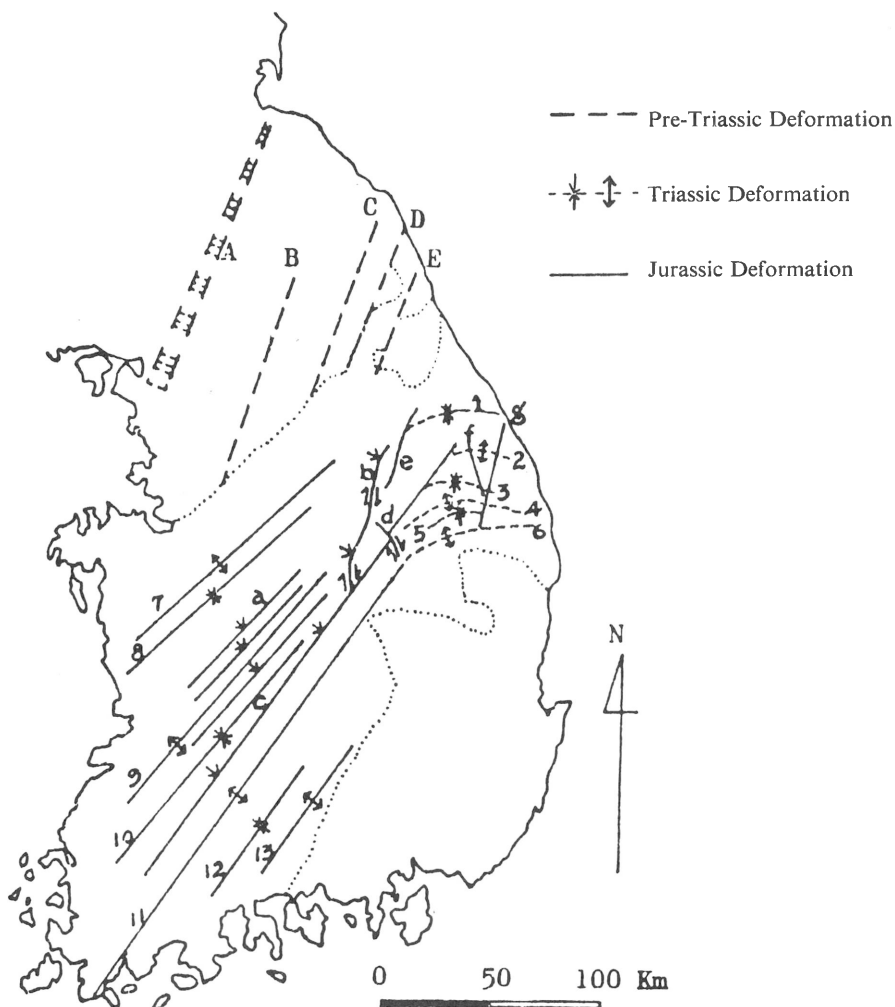 Pre-Triassic Deformation
Triassic Deformation
Jurassic Deformation
A
B
C
D
E
1
2
3
4
5
6
b
e
f
d
a
c
7
8
9
10
11
12
13
N
0 50 100 Km